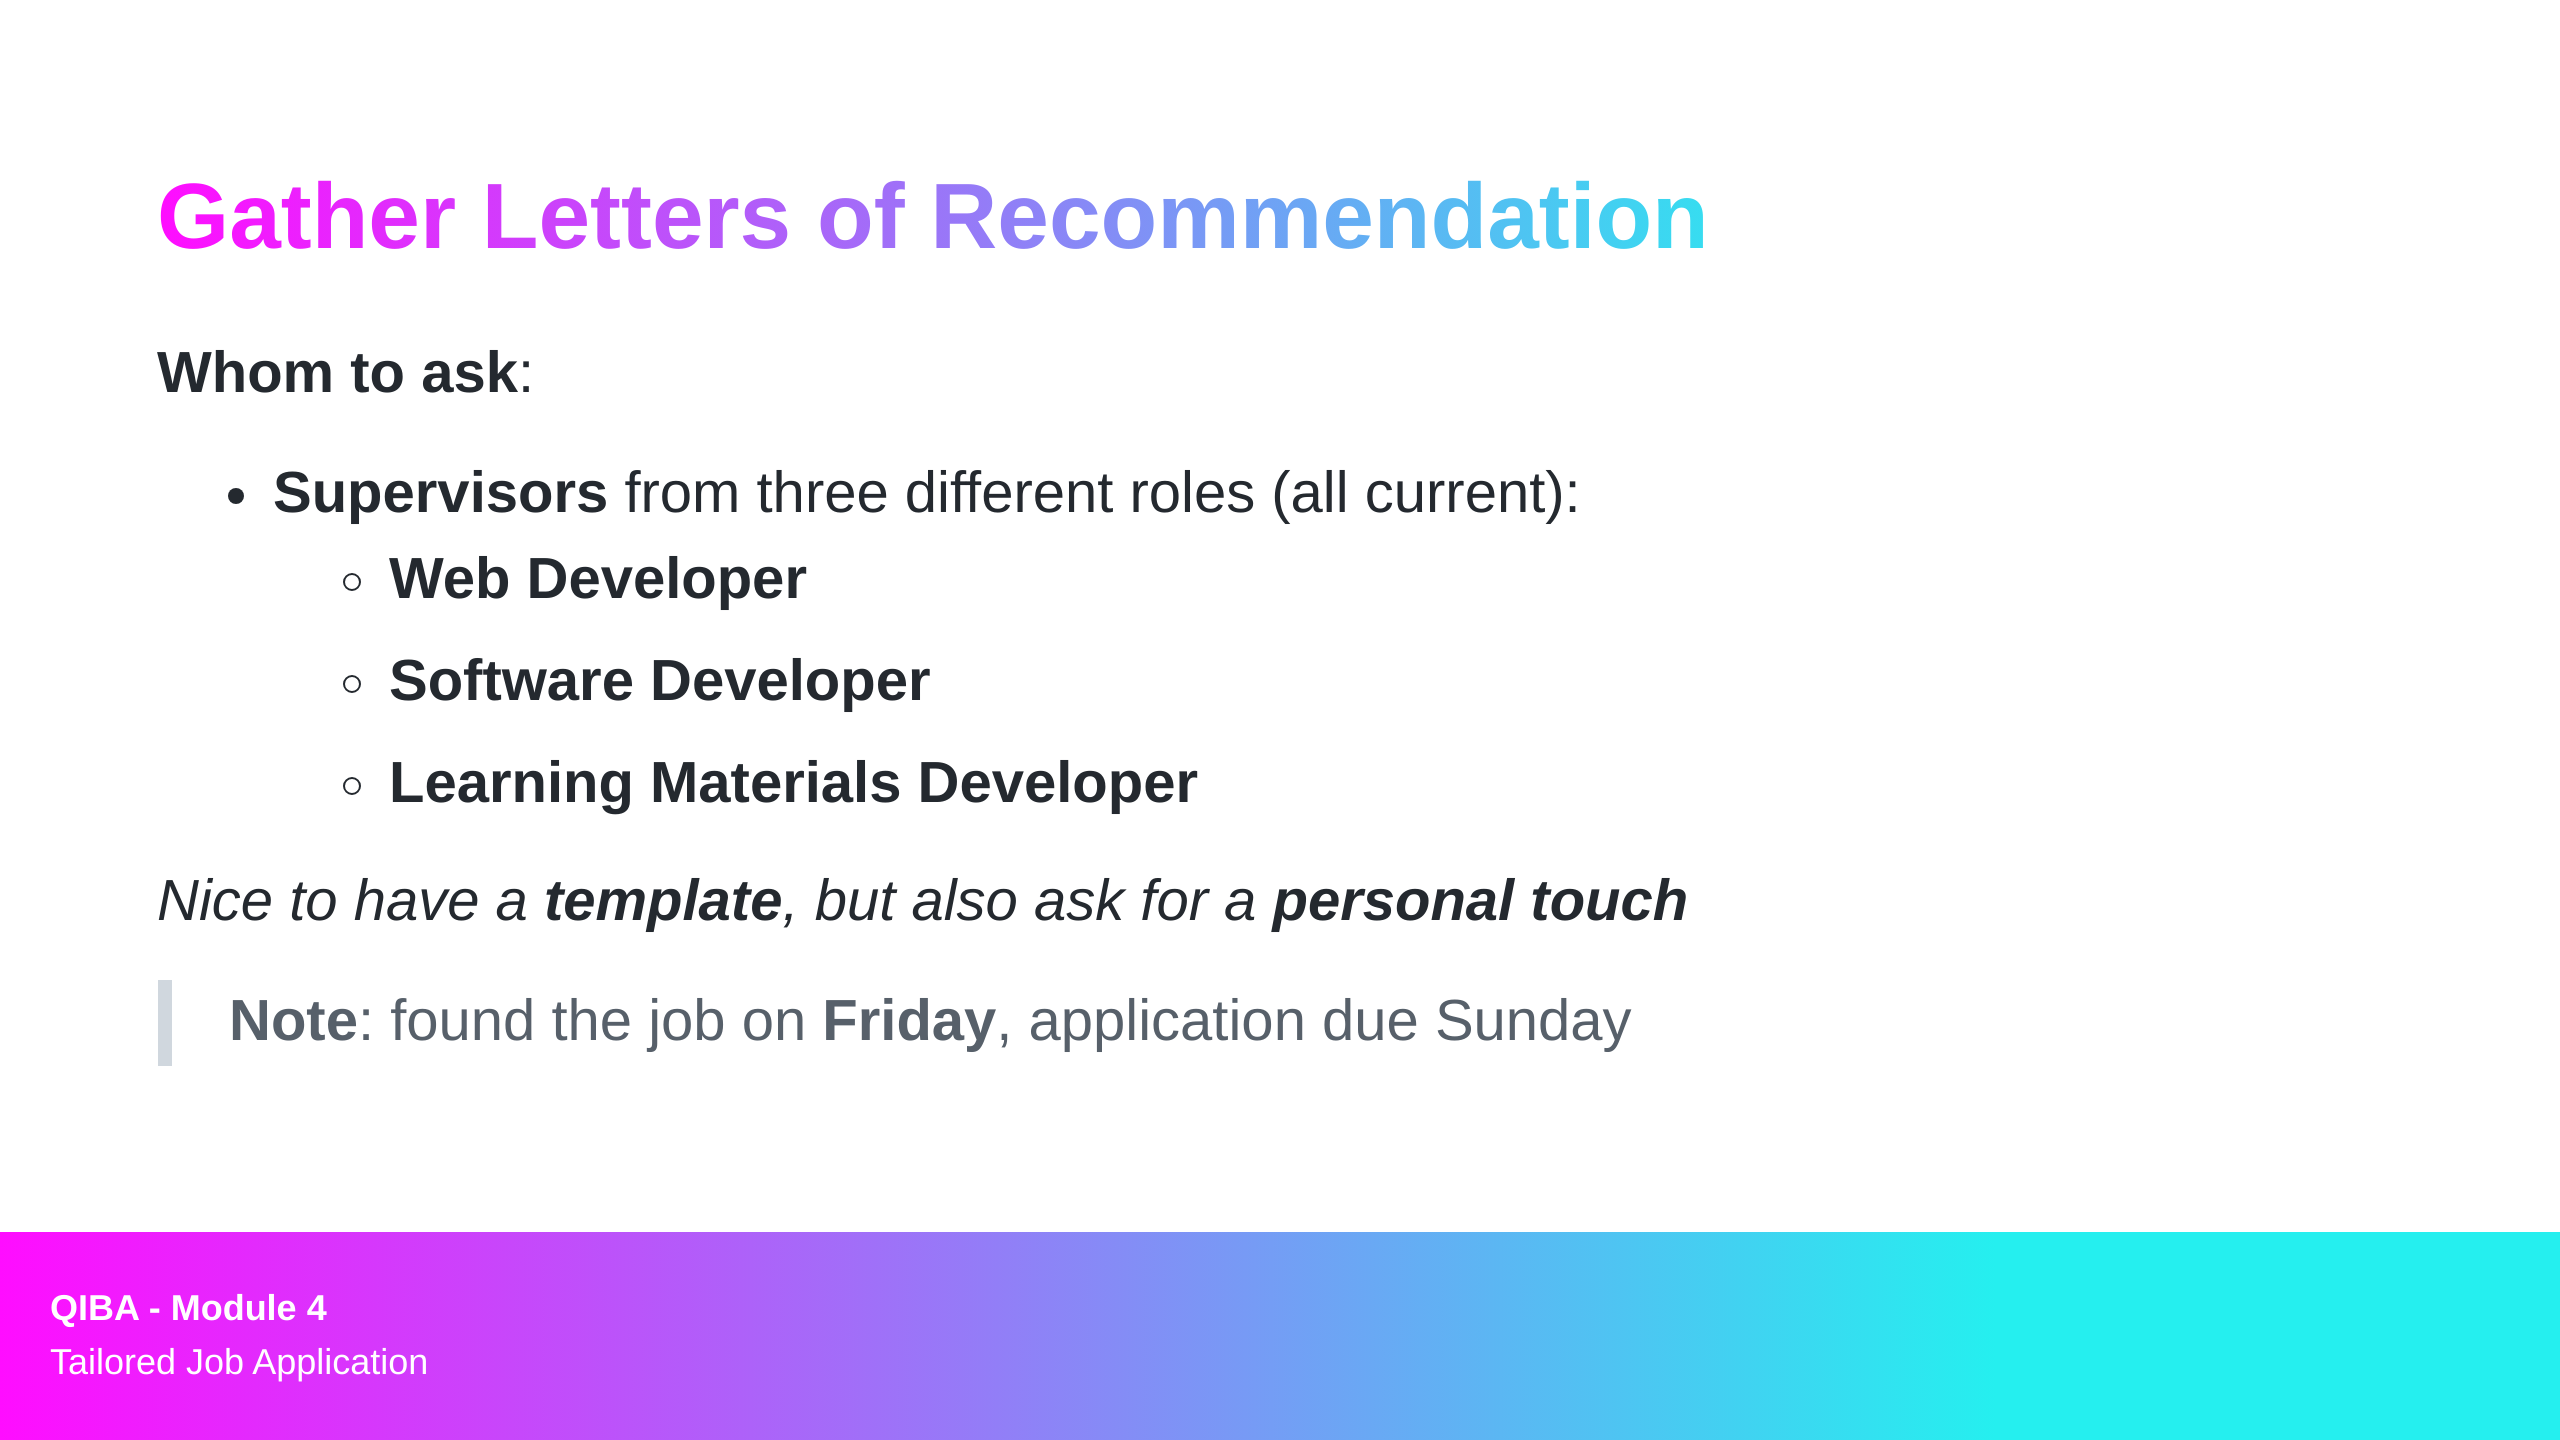 Gather Letters of Recommendation
Whom to ask:
• Supervisors from three different roles (all current):
◦ Web Developer
◦ Software Developer
◦ Learning Materials Developer
Nice to have a template, but also ask for a personal touch
Note: found the job on Friday, application due Sunday
QIBA - Module 4
Tailored Job Application